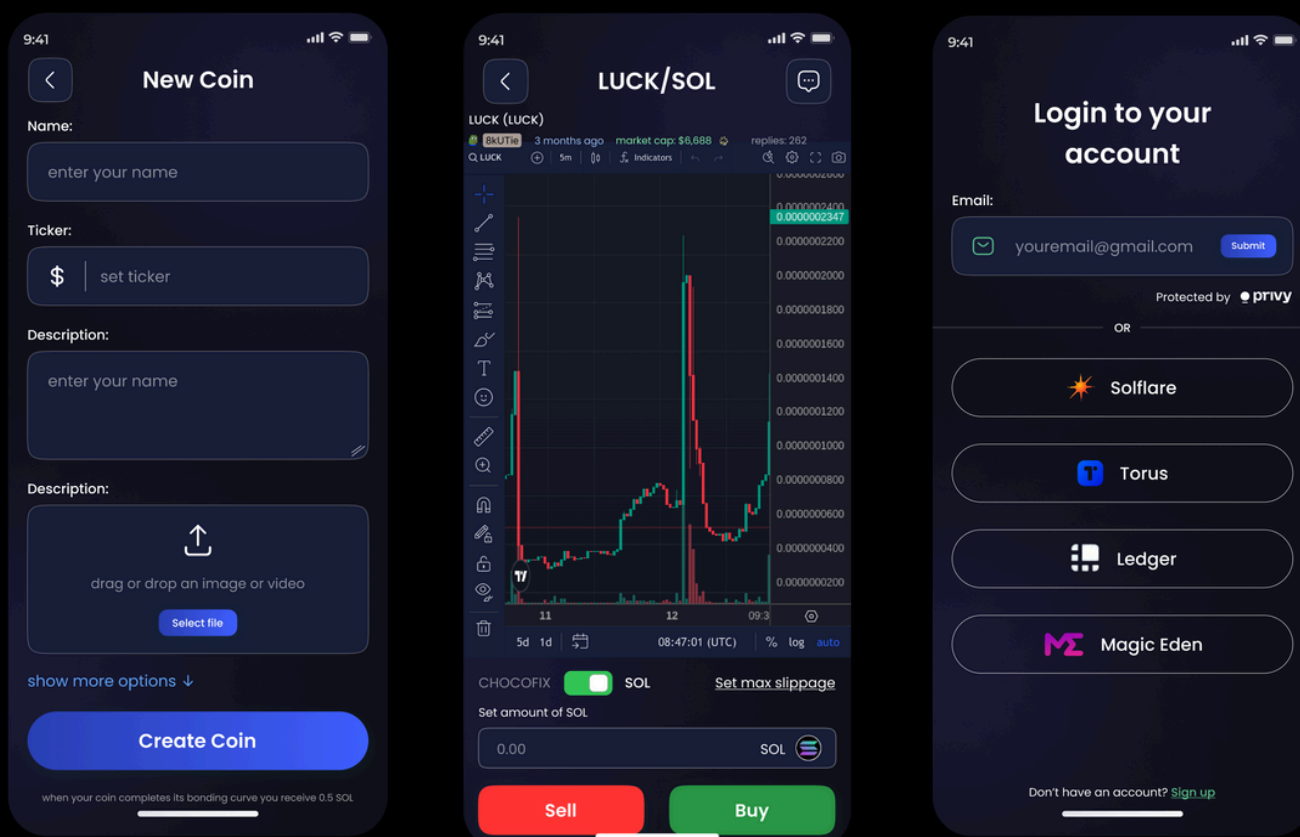 9:41
New Coin
Name:
enter your name
Ticker:
$ set ticker
Description:
enter your name
Description:
drag or drop an image or video
Select file
show more options ↓
Create Coin
when your coin completes its bonding curve you receive 0.5 SOL
9:41
LUCK/SOL
LUCK (LUCK)
8kUTie 3 months ago market cap: $6,688 replies: 262
LUCK 5m Indicators
0.0000002400
0.0000002347
0.0000002200
0.0000002000
0.0000001800
0.0000001600
0.0000001400
0.0000001200
0.0000001000
0.0000000800
0.0000000600
0.0000000400
0.0000000200
11 12 09:3
5d 1d 08:47:01 (UTC) % log auto
CHOCOFIX SOL Set max slippage
Set amount of SOL
0.00 SOL
Sell Buy
9:41
Login to your
account
Email:
youremail@gmail.com Submit
Protected by privy
OR
Solflare
Torus
Ledger
Magic Eden
Don't have an account? Sign up